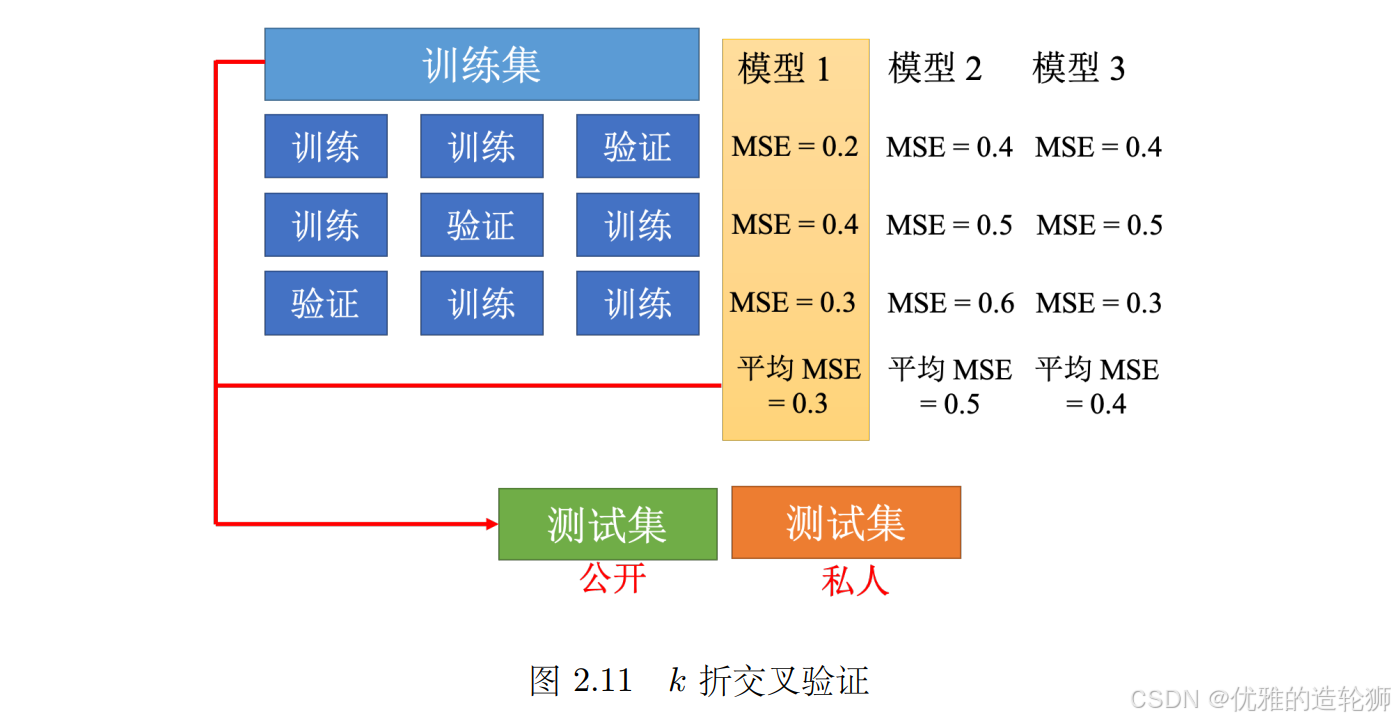 训练集 模型 1 模型 2 模型 3
训练 训练 验证 MSE = 0.2 MSE = 0.4 MSE = 0.4
训练 验证 训练 MSE = 0.4 MSE = 0.5 MSE = 0.5
验证 训练 训练 MSE = 0.3 MSE = 0.6 MSE = 0.3
平均 MSE 平均 MSE 平均 MSE
= 0.3 = 0.5 = 0.4
测试集 测试集
公开 私人
图 2.11 k 折交叉验证
CSDN @优雅的造轮狮